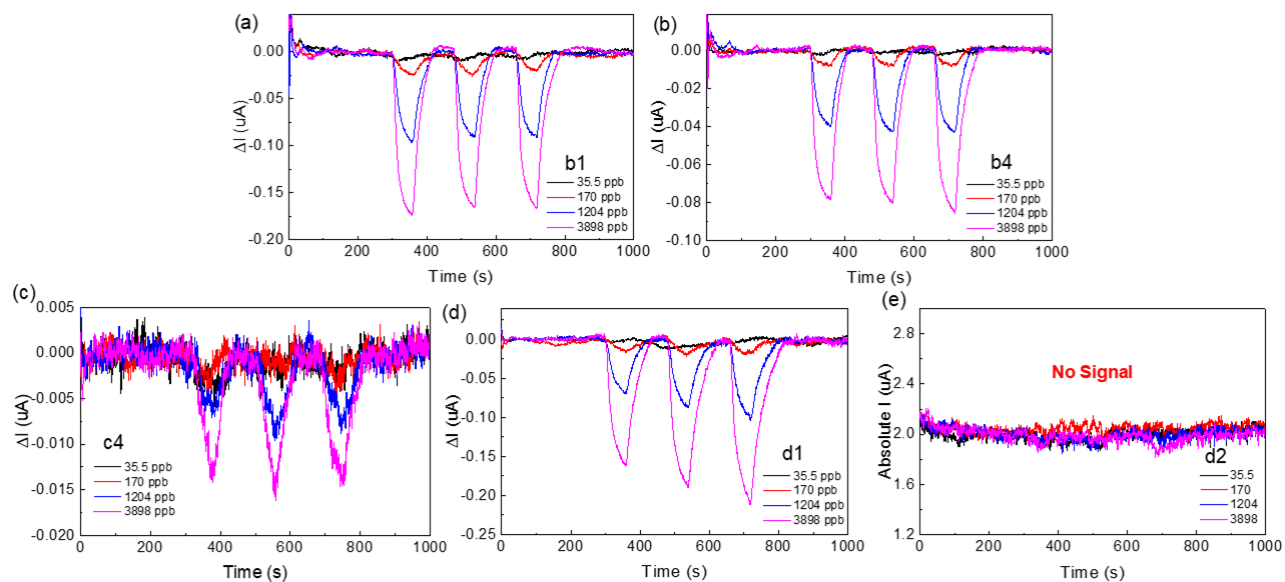 (a)
ΔI (uA)
0.00
-0.05
-0.10
-0.15
-0.20
0 200 400 600 800 1000
Time (s)
b1
35.5 ppb
170 ppb
1204 ppb
3898 ppb
(b)
ΔI (uA)
0.00
-0.02
-0.04
-0.06
-0.08
-0.10
0 200 400 600 800 1000
Time (s)
b4
35.5 ppb
170 ppb
1204 ppb
3898 ppb
(c)
ΔI (uA)
0.005
0.000
-0.005
-0.010
-0.015
-0.020
0 200 400 600 800 1000
Time (s)
c4
35.5 ppb
170 ppb
1204 ppb
3898 ppb
(d)
ΔI (uA)
0.00
-0.05
-0.10
-0.15
-0.20
-0.25
0 200 400 600 800 1000
Time (s)
d1
35.5 ppb
170 ppb
1204 ppb
3898 ppb
(e)
Absolute I (uA)
2.8
2.4
2.0
1.6
1.2
0 200 400 600 800 1000
Time (s)
No Signal
d2
35.5
170
1204
3898